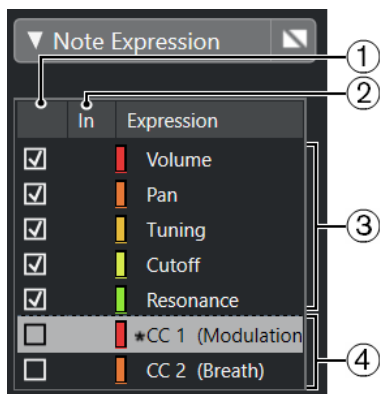 Note Expression
①
②
In Expression
Volume
Pan
Tuning
③
Cutoff
Resonance
*CC 1 (Modulation
④
CC 2 (Breath)